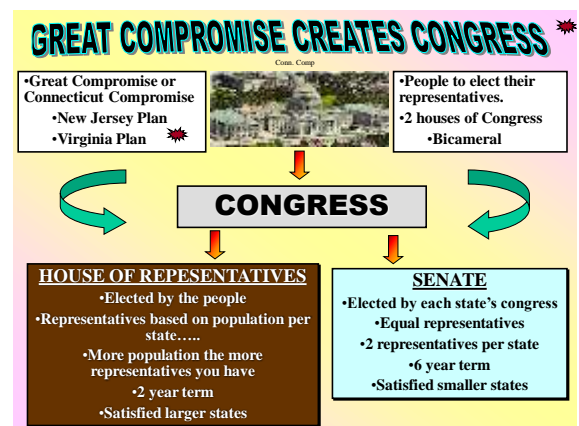 GREAT COMPROMISE CREATES CONGRESS
Conn. Comp
•Great Compromise or
Connecticut Compromise
•New Jersey Plan
•Virginia Plan
•People to elect their
representatives.
•2 houses of Congress
•Bicameral
CONGRESS
HOUSE OF REPESENTATIVES
•Elected by the people
•Representatives based on population per
state…..
•More population the more
representatives you have
•2 year term
•Satisfied larger states
SENATE
•Elected by each state's congress
•Equal representatives
•2 representatives per state
•6 year term
•Satisfied smaller states